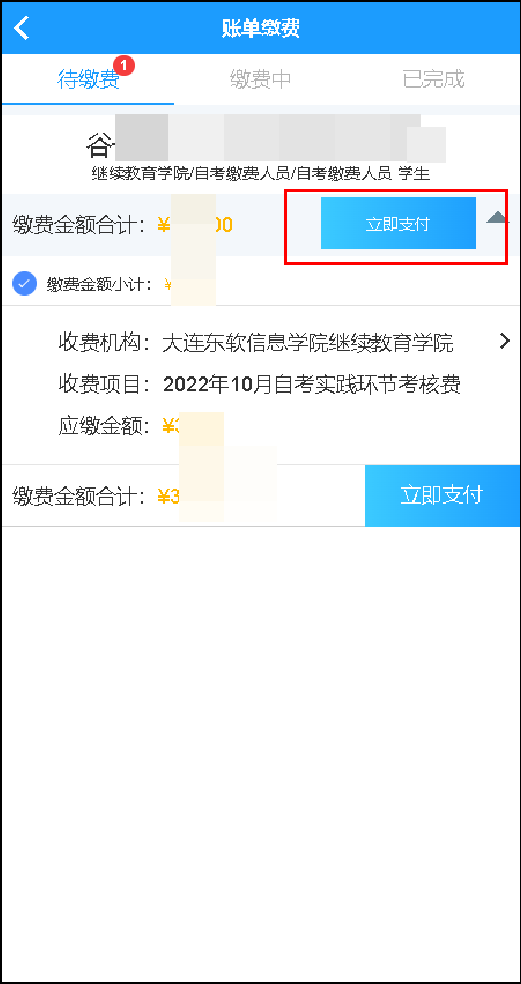 账单缴费
待缴费 1 缴费中 已完成
谷
继续教育学院/自考缴费人员/自考缴费人员 学生
缴费金额合计：¥ 00 立即支付
缴费金额小计：¥
收费机构：大连东软信息学院继续教育学院
收费项目：2022年10月自考实践环节考核费
应缴金额：¥3
缴费金额合计：¥3 立即支付